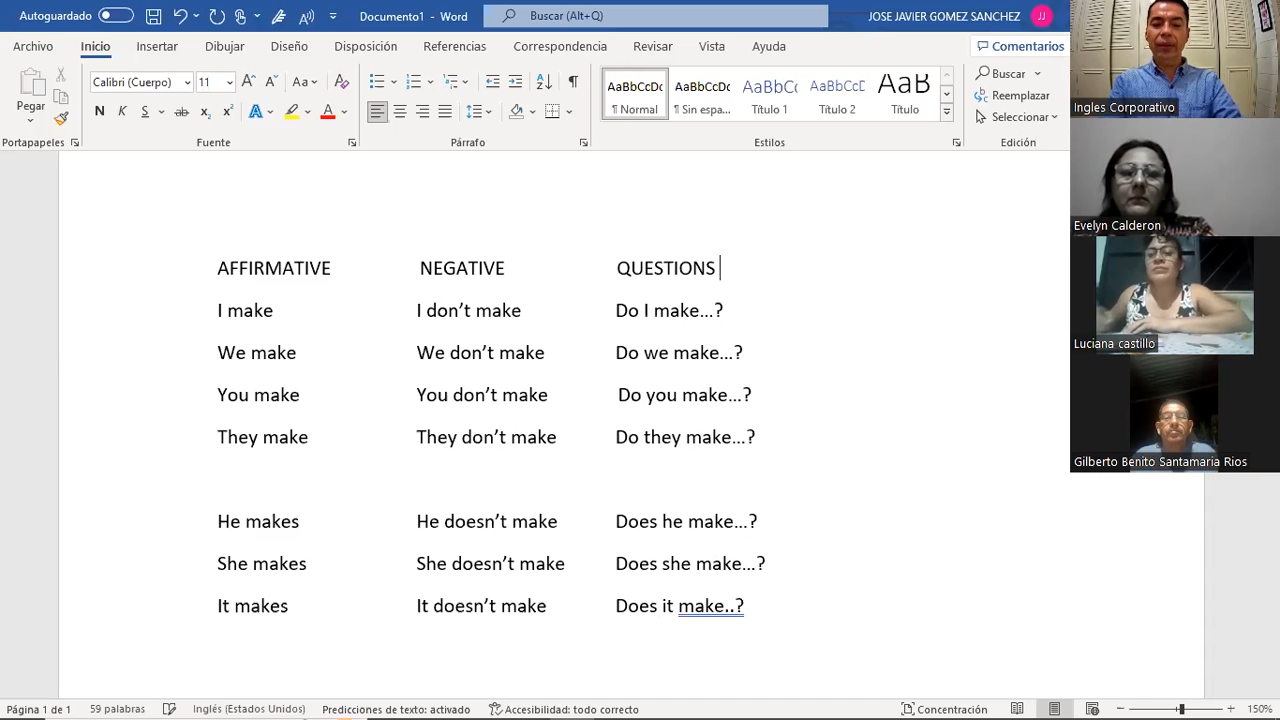 Autoguardado Documento1 - Word Buscar (Alt+Q) JOSE JAVIER GOMEZ SANCHEZ JJ
Archivo Inicio Insertar Dibujar Diseño Disposición Referencias Correspondencia Revisar Vista Ayuda Comentarios
Calibri (Cuerpo) 11 AaBbCcDc AaBbCcDc AaBbCc AaBbCcD AaB Buscar
Pegar N K S ab x₂ x² A A ¶ Normal ¶ Sin espa... Título 1 Título 2 Título Reemplazar
Seleccionar
Portapapeles Fuente Párrafo Estilos Edición
AFFIRMATIVE NEGATIVE QUESTIONS
I make I don’t make Do I make...?
We make We don’t make Do we make...?
You make You don’t make Do you make...?
They make They don’t make Do they make...?
He makes He doesn’t make Does he make...?
She makes She doesn’t make Does she make...?
It makes It doesn’t make Does it make..?
Ingles Corporativo
Evelyn Calderon
Luciana castillo
Gilberto Benito Santamaria Rios
Página 1 de 1 59 palabras Inglés (Estados Unidos) Predicciones de texto: activado Accesibilidad: todo correcto Concentración 150%